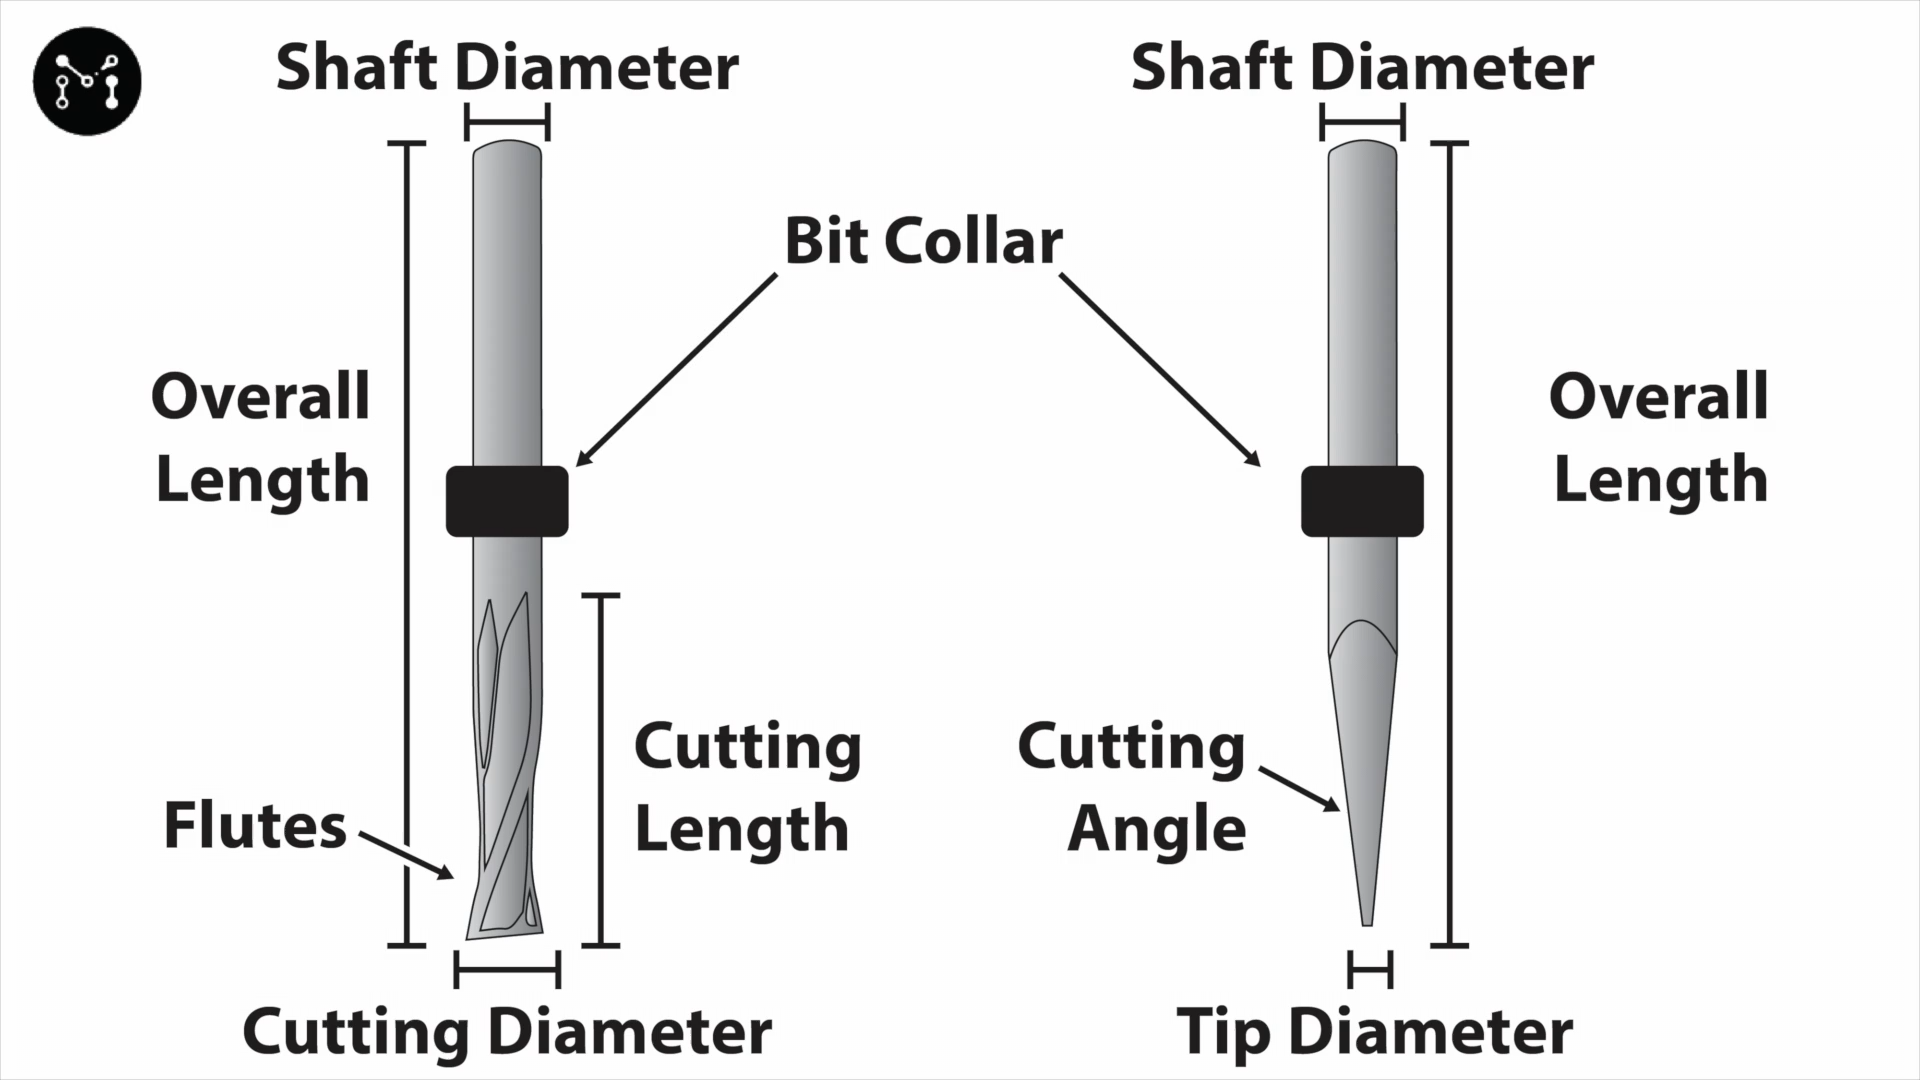 Shaft Diameter
Shaft Diameter
Bit Collar
Overall
Length
Overall
Length
Cutting
Length
Cutting
Angle
Flutes
Cutting Diameter
Tip Diameter